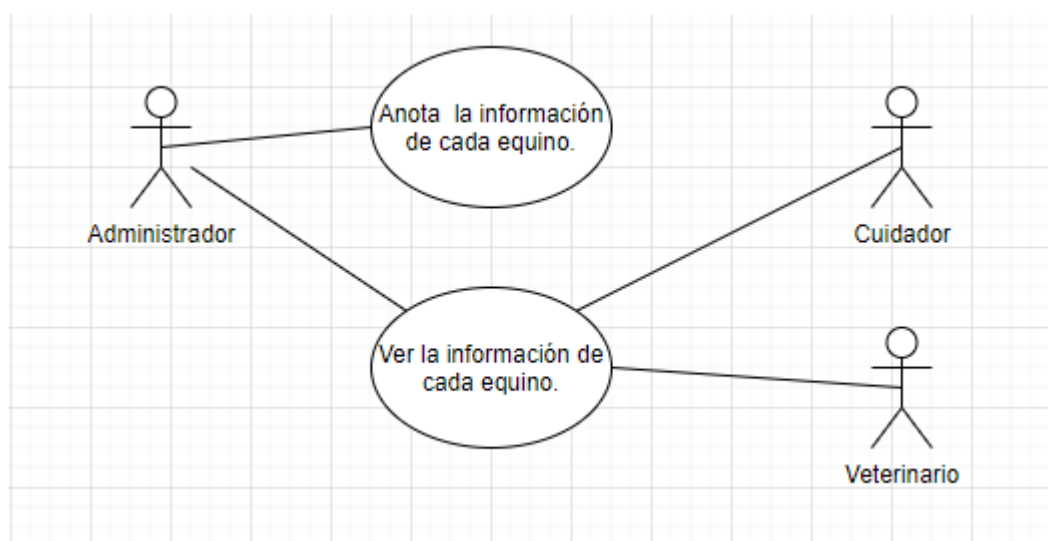 Anota  la información
de cada equino.
Administrador
Cuidador
Ver la información de
cada equino.
Veterinario